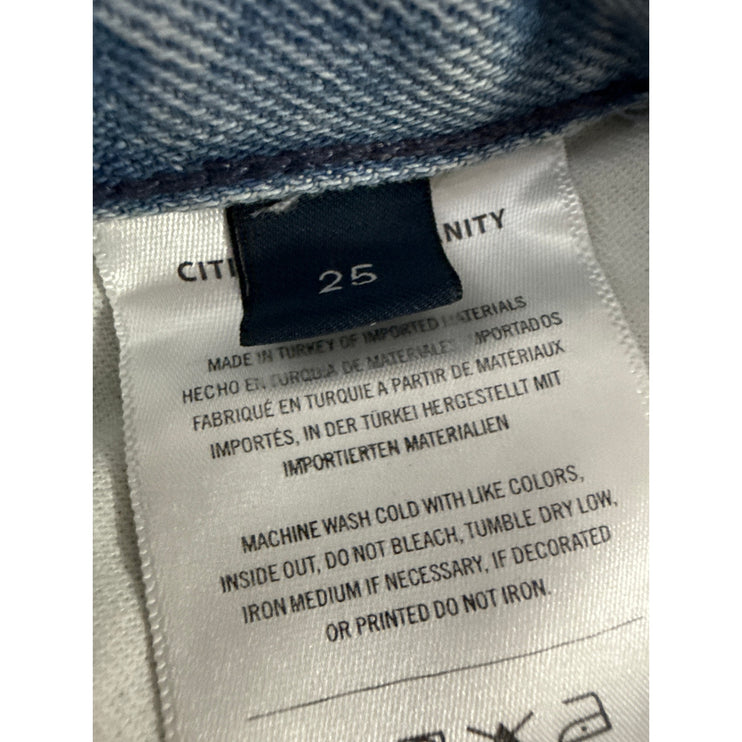 CITI NITY
25
MADE IN TURKEY OF IMPORTED MATERIALS
HECHO EN TURQUIA DE MATERIALES IMPORTADOS
FABRIQUÉ EN TURQUIE A PARTIR DE MATÉRIAUX
IMPORTÉS, IN DER TÜRKEI HERGESTELLT MIT
IMPORTIERTEN MATERIALIEN
MACHINE WASH COLD WITH LIKE COLORS,
INSIDE OUT, DO NOT BLEACH, TUMBLE DRY LOW,
IRON MEDIUM IF NECESSARY, IF DECORATED
OR PRINTED DO NOT IRON.